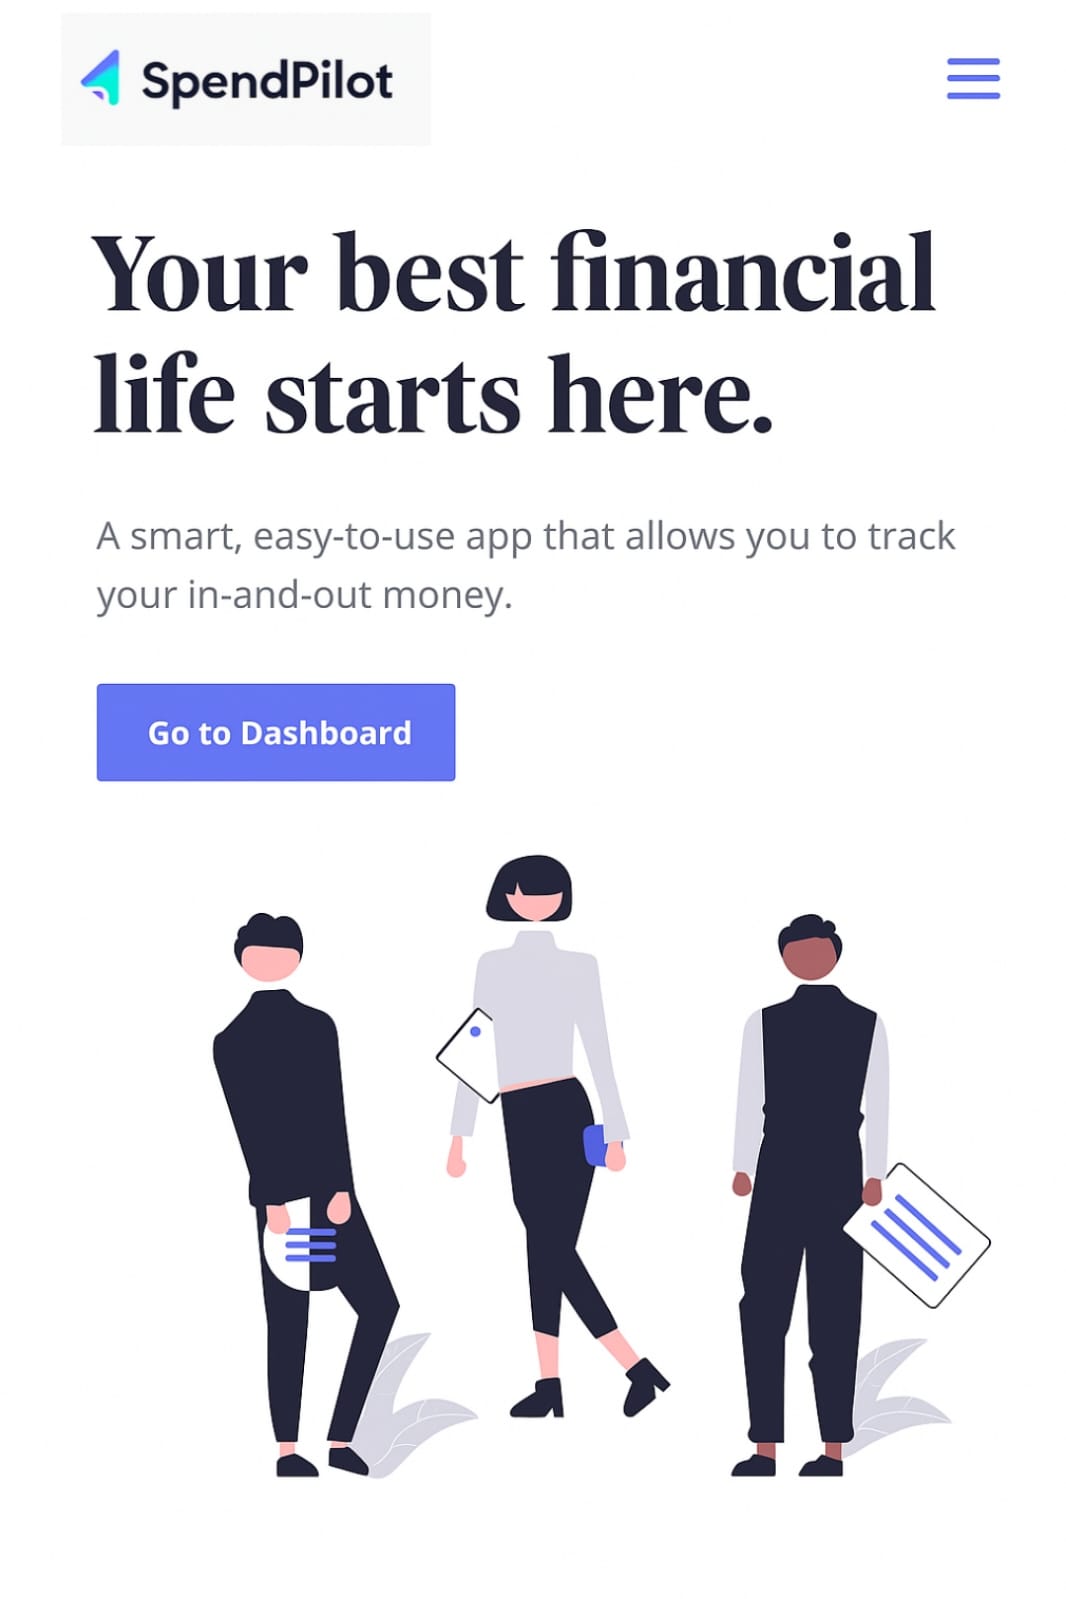 SpendPilot
Your best financial
life starts here.
A smart, easy-to-use app that allows you to track
your in-and-out money.
Go to Dashboard